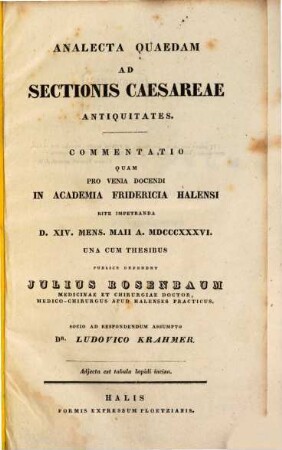 ANALECTA QUAEDAM
AD
SECTIONIS CAESAREAE
ANTIQUITATES.
COMMENTATIO
QUAM
PRO VENIA DOCENDI
IN ACADEMIA FRIDERICIA HALENSI
RITE IMPETRANDA
D. XIV. MENS. MAII A. MDCCCXXXVI.
UNA CUM THESIBUS
PUBLICE DEFENDET
JULIUS ROSENBAUM
MEDICINAE ET CHIRURGIAE DOCTOR,
MEDICO-CHIRURGUS APUD HALENSES PRACTICUS,
SOCIO AD RESPONDENDUM ASSUMPTO
DR. LUDOVICO KRAHMER.
Adjecta est tabula lapidi incisa.
HALIS
FORMIS EXPRESSUM PLOETZIANIS.